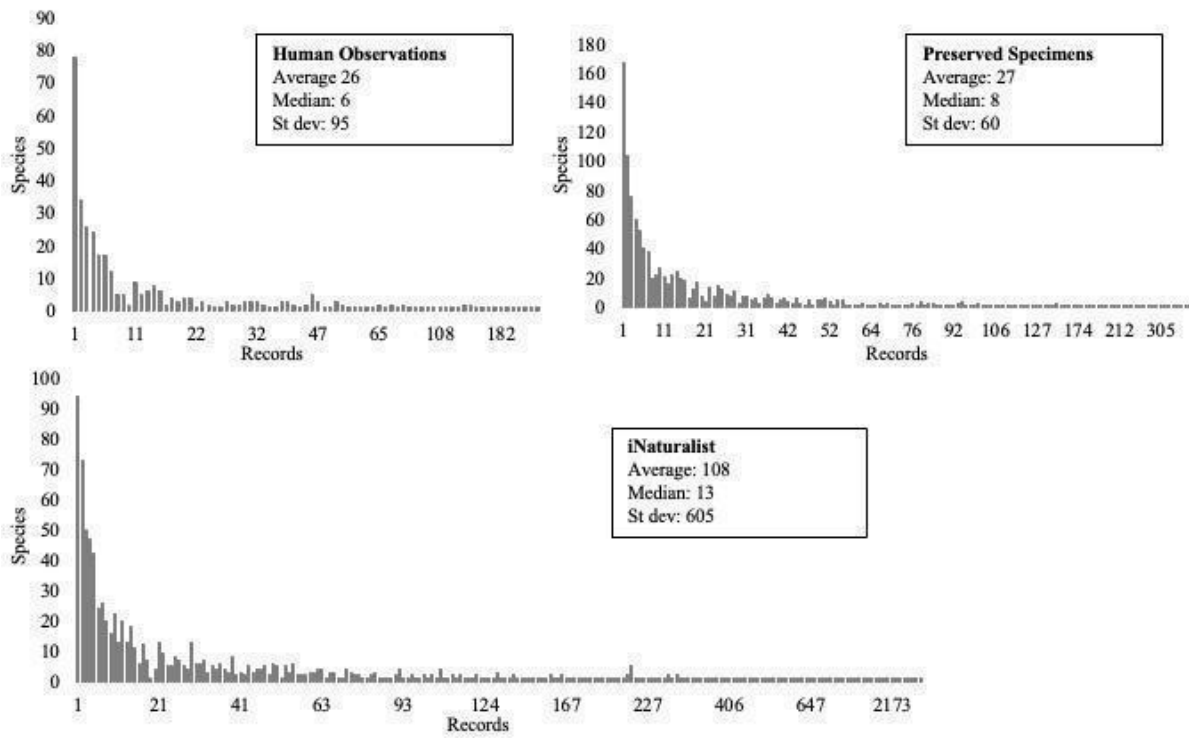 90
80
70
60
50
40
30
20
10
0
Species
Human Observations
Average 26
Median: 6
St dev: 95
1 11 22 32 47 65 108 182
Records
180
160
140
120
100
80
60
40
20
0
Species
Preserved Specimens
Average: 27
Median: 8
St dev: 60
1 11 21 31 42 52 64 76 92 106 127 174 212 305
Records
100
90
80
70
60
50
40
30
20
10
0
Species
iNaturalist
Average: 108
Median: 13
St dev: 605
1 21 41 63 93 124 167 227 406 647 2173
Records